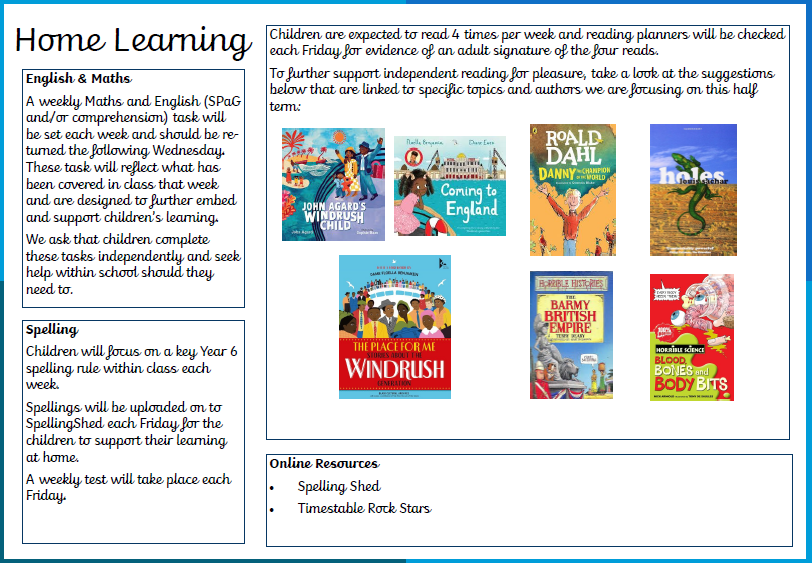 Home Learning
English & Maths
A weekly Maths and English (SPaG
and/or comprehension) task will
be set each week and should be re-
turned the following Wednesday.
These task will reflect what has
been covered in class that week
and are designed to further embed
and support children's learning.
We ask that children complete
these tasks independently and seek
help within school should they
need to.
Spelling
Children will focus on a key Year 6
spelling rule within class each
week.
Spellings will be uploaded on to
SpellingShed each Friday for the
children to support their learning
at home.
A weekly test will take place each
Friday.
Children are expected to read 4 times per week and reading planners will be checked
each Friday for evidence of an adult signature of the four reads.
To further support independent reading for pleasure, take a look at the suggestions
below that are linked to specific topics and authors we are focusing on this half
term:
JOHN AGARD'S
WINDRUSH
CHILD
John Agard
Floella Benjamin
Diane Ewen
Coming to
England
ROALD
DAHL
DANNY THE CHAMPION
OF THE WORLD
holes
louis sachar
THE PLACE FOR ME
STORIES ABOUT THE
WINDRUSH
GENERATION
HORRIBLE HISTORIES
THE
BARMY
BRITISH
EMPIRE
TERRY DEARY
HORRIBLE SCIENCE
BLOOD,
BONES and
BODY BITS
Online Resources
• Spelling Shed
• Timestable Rock Stars